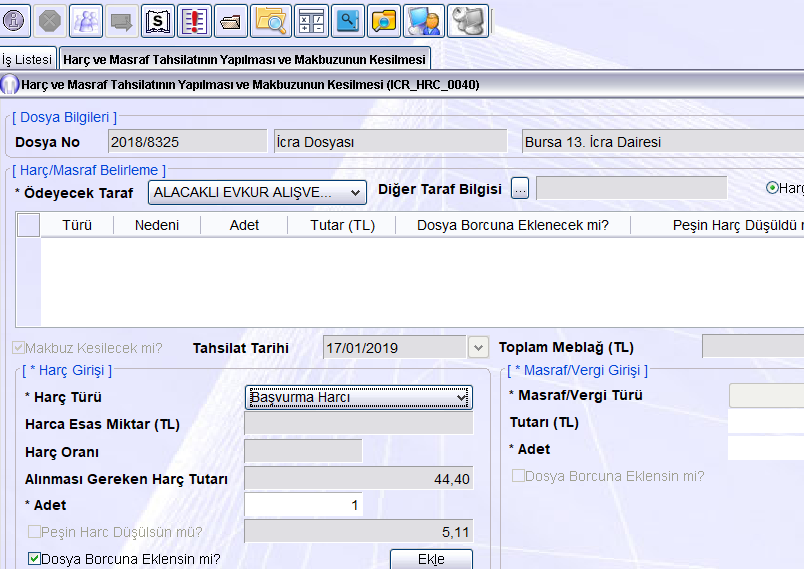 İş Listesi Harç ve Masraf Tahsilatının Yapılması ve Makbuzunun Kesilmesi
Harç ve Masraf Tahsilatının Yapılması ve Makbuzunun Kesilmesi (ICR_HRC_0040)
[ Dosya Bilgileri ]
Dosya No 2018/8325 İcra Dosyası Bursa 13. İcra Dairesi
[ Harç/Masraf Belirleme ]
* Ödeyecek Taraf ALACAKLI EVKUR ALIŞVE... Diğer Taraf Bilgisi ... Harç
Türü Nedeni Adet Tutar (TL) Dosya Borcuna Eklenecek mi? Peşin Harç Düşüldü
Makbuz Kesilecek mi? Tahsilat Tarihi 17/01/2019 Toplam Meblağ (TL)
[ * Harç Girişi ] [ * Masraf/Vergi Girişi ]
* Harç Türü Başvurma Harcı * Masraf/Vergi Türü
Harca Esas Miktar (TL) Tutarı (TL)
Harç Oranı * Adet
Alınması Gereken Harç Tutarı 44,40 Dosya Borcuna Eklensin mi?
* Adet 1
Peşin Harc Düşülsün mü? 5,11
Dosya Borcuna Eklensin mi? Ekle